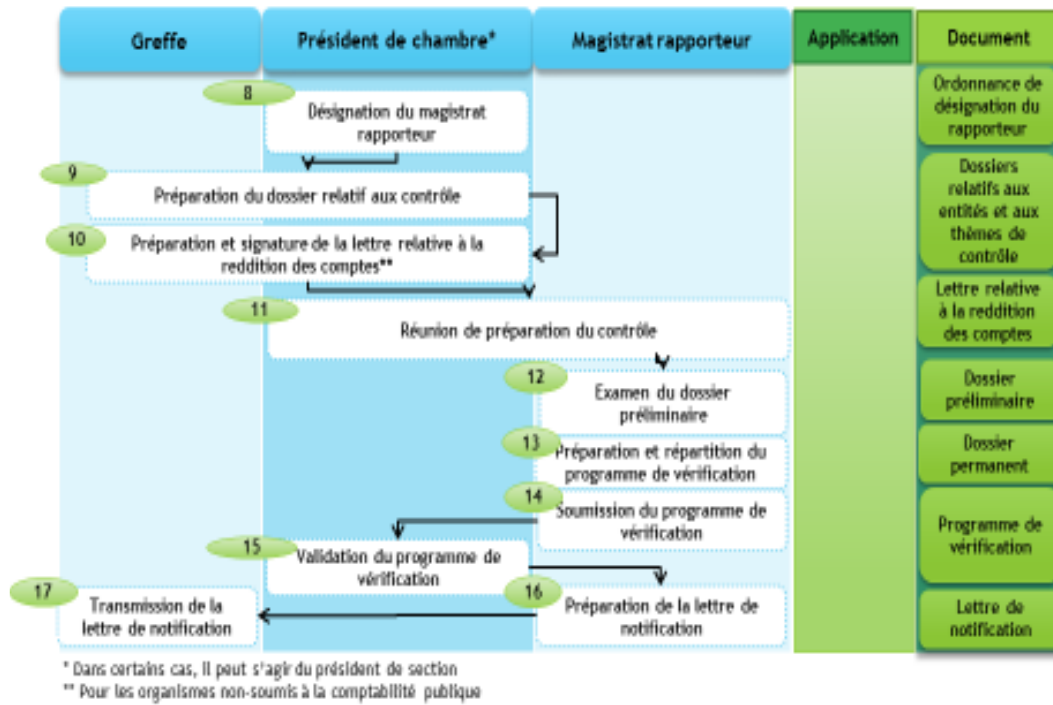 Greffe
Président de chambre*
Magistrat rapporteur
Application
Document
8
Désignation du magistrat
rapporteur
Ordonnance de
désignation du
rapporteur
9
Préparation du dossier relatif aux contrôle
Dossiers
relatifs aux
entités et aux
thèmes de
contrôle
10
Préparation et signature de la lettre relative à la
reddition des comptes**
11
Réunion de préparation du contrôle
Lettre relative
à la reddition
des comptes
12
Examen du dossier
préliminaire
Dossier
préliminaire
13
Préparation et répartition du
programme de vérification
Dossier
permanent
14
Soumission du programme de
vérification
Programme de
vérification
15
Validation du programme de
vérification
16
Préparation de la lettre de
notification
17
Transmission de la
lettre de notification
Lettre de
notification
* Dans certains cas, il peut s'agir du président de section
** Pour les organismes non-soumis à la comptabilité publique